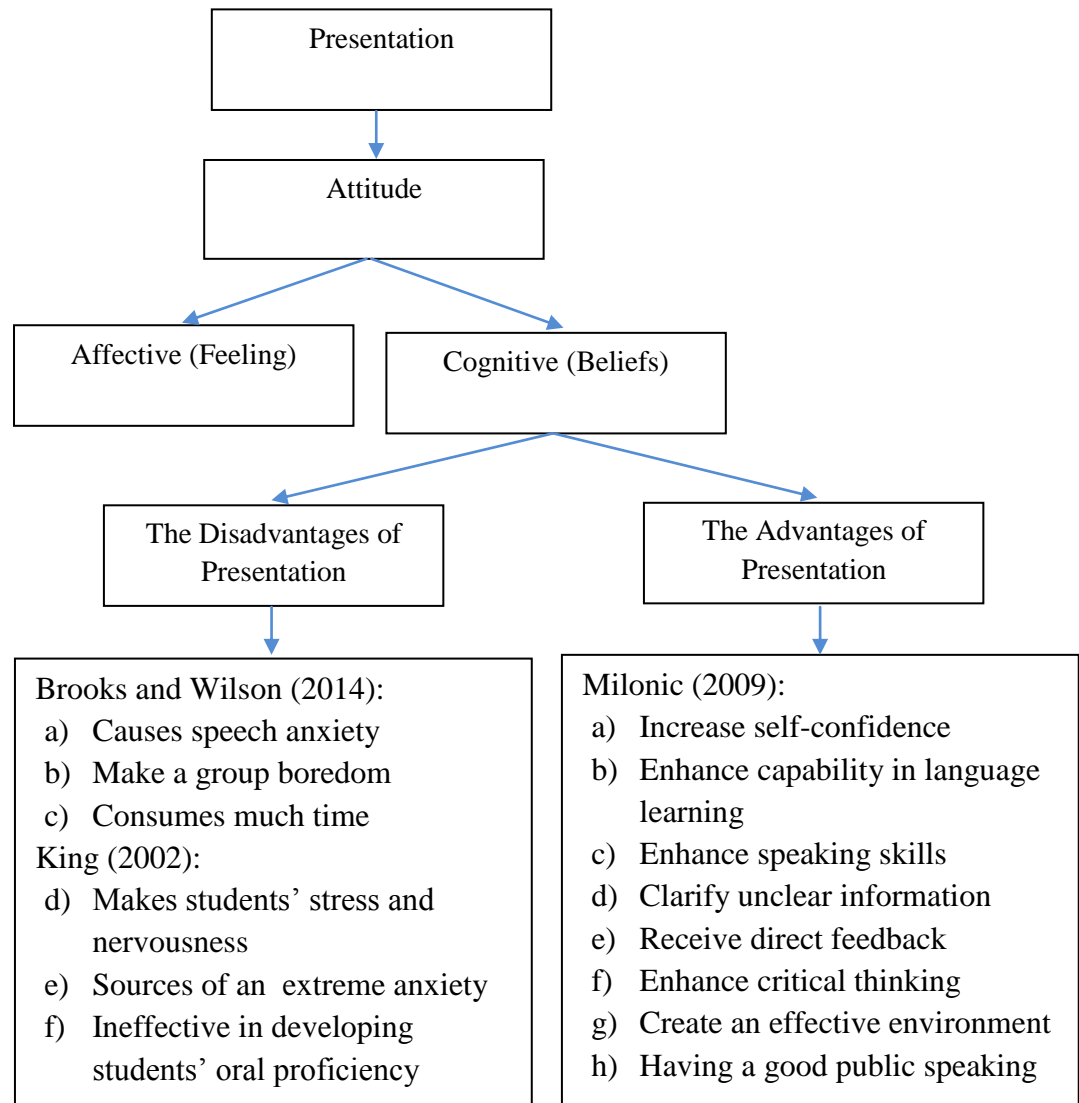 Presentation
Attitude
Affective (Feeling)
Cognitive (Beliefs)
The Disadvantages of
Presentation
The Advantages of
Presentation
Brooks and Wilson (2014):
a) Causes speech anxiety
b) Make a group boredom
c) Consumes much time
King (2002):
d) Makes students’ stress and
nervousness
e) Sources of an extreme anxiety
f) Ineffective in developing
students’ oral proficiency
Milonic (2009):
a) Increase self-confidence
b) Enhance capability in language
learning
c) Enhance speaking skills
d) Clarify unclear information
e) Receive direct feedback
f) Enhance critical thinking
g) Create an effective environment
h) Having a good public speaking